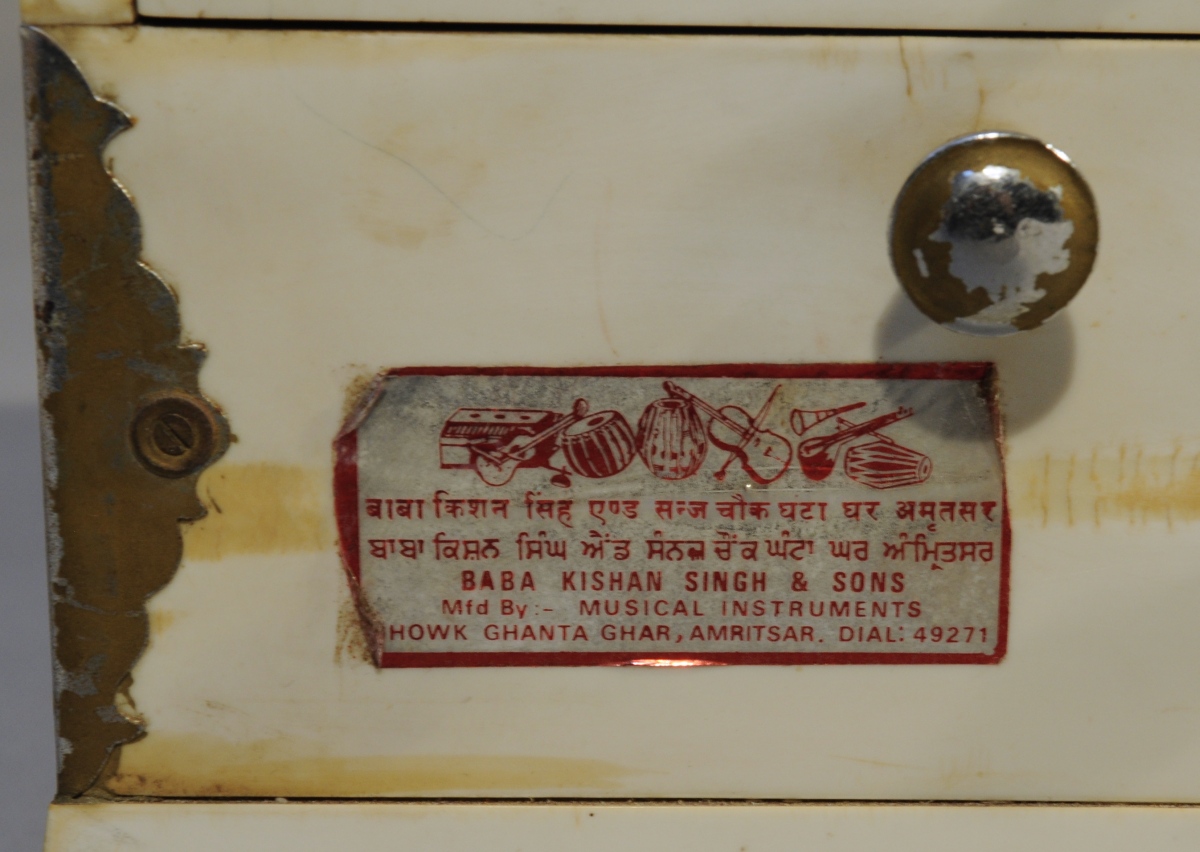 बाबा किशन सिंह एण्ड सन्ज चौक घंटा घर अमृतसर
ਬਾਬਾ ਕਿਸ਼ਨ ਸਿੰਘ ਐਂਡ ਸੰਨਜ਼ ਚੌਂਕ ਘੰਟਾ ਘਰ ਅੰਮ੍ਰਿਤਸਰ
BABA KISHAN SINGH & SONS
Mfd By :- MUSICAL INSTRUMENTS
HOWK GHANTA GHAR, AMRITSAR. DIAL: 49271